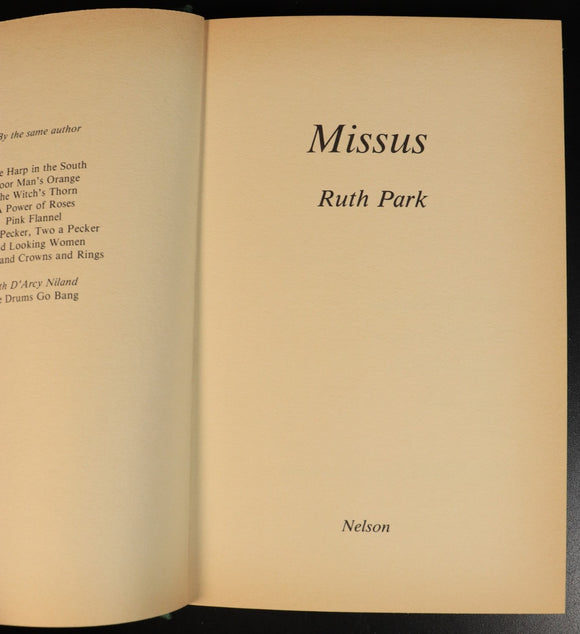 By the same author
e Harp in the South
oor Man's Orange
he Witch's Thorn
A Power of Roses
Pink Flannel
Pecker, Two a Pecker
d Looking Women
and Crowns and Rings
th D'Arcy Niland
e Drums Go Bang
Missus
Ruth Park
Nelson